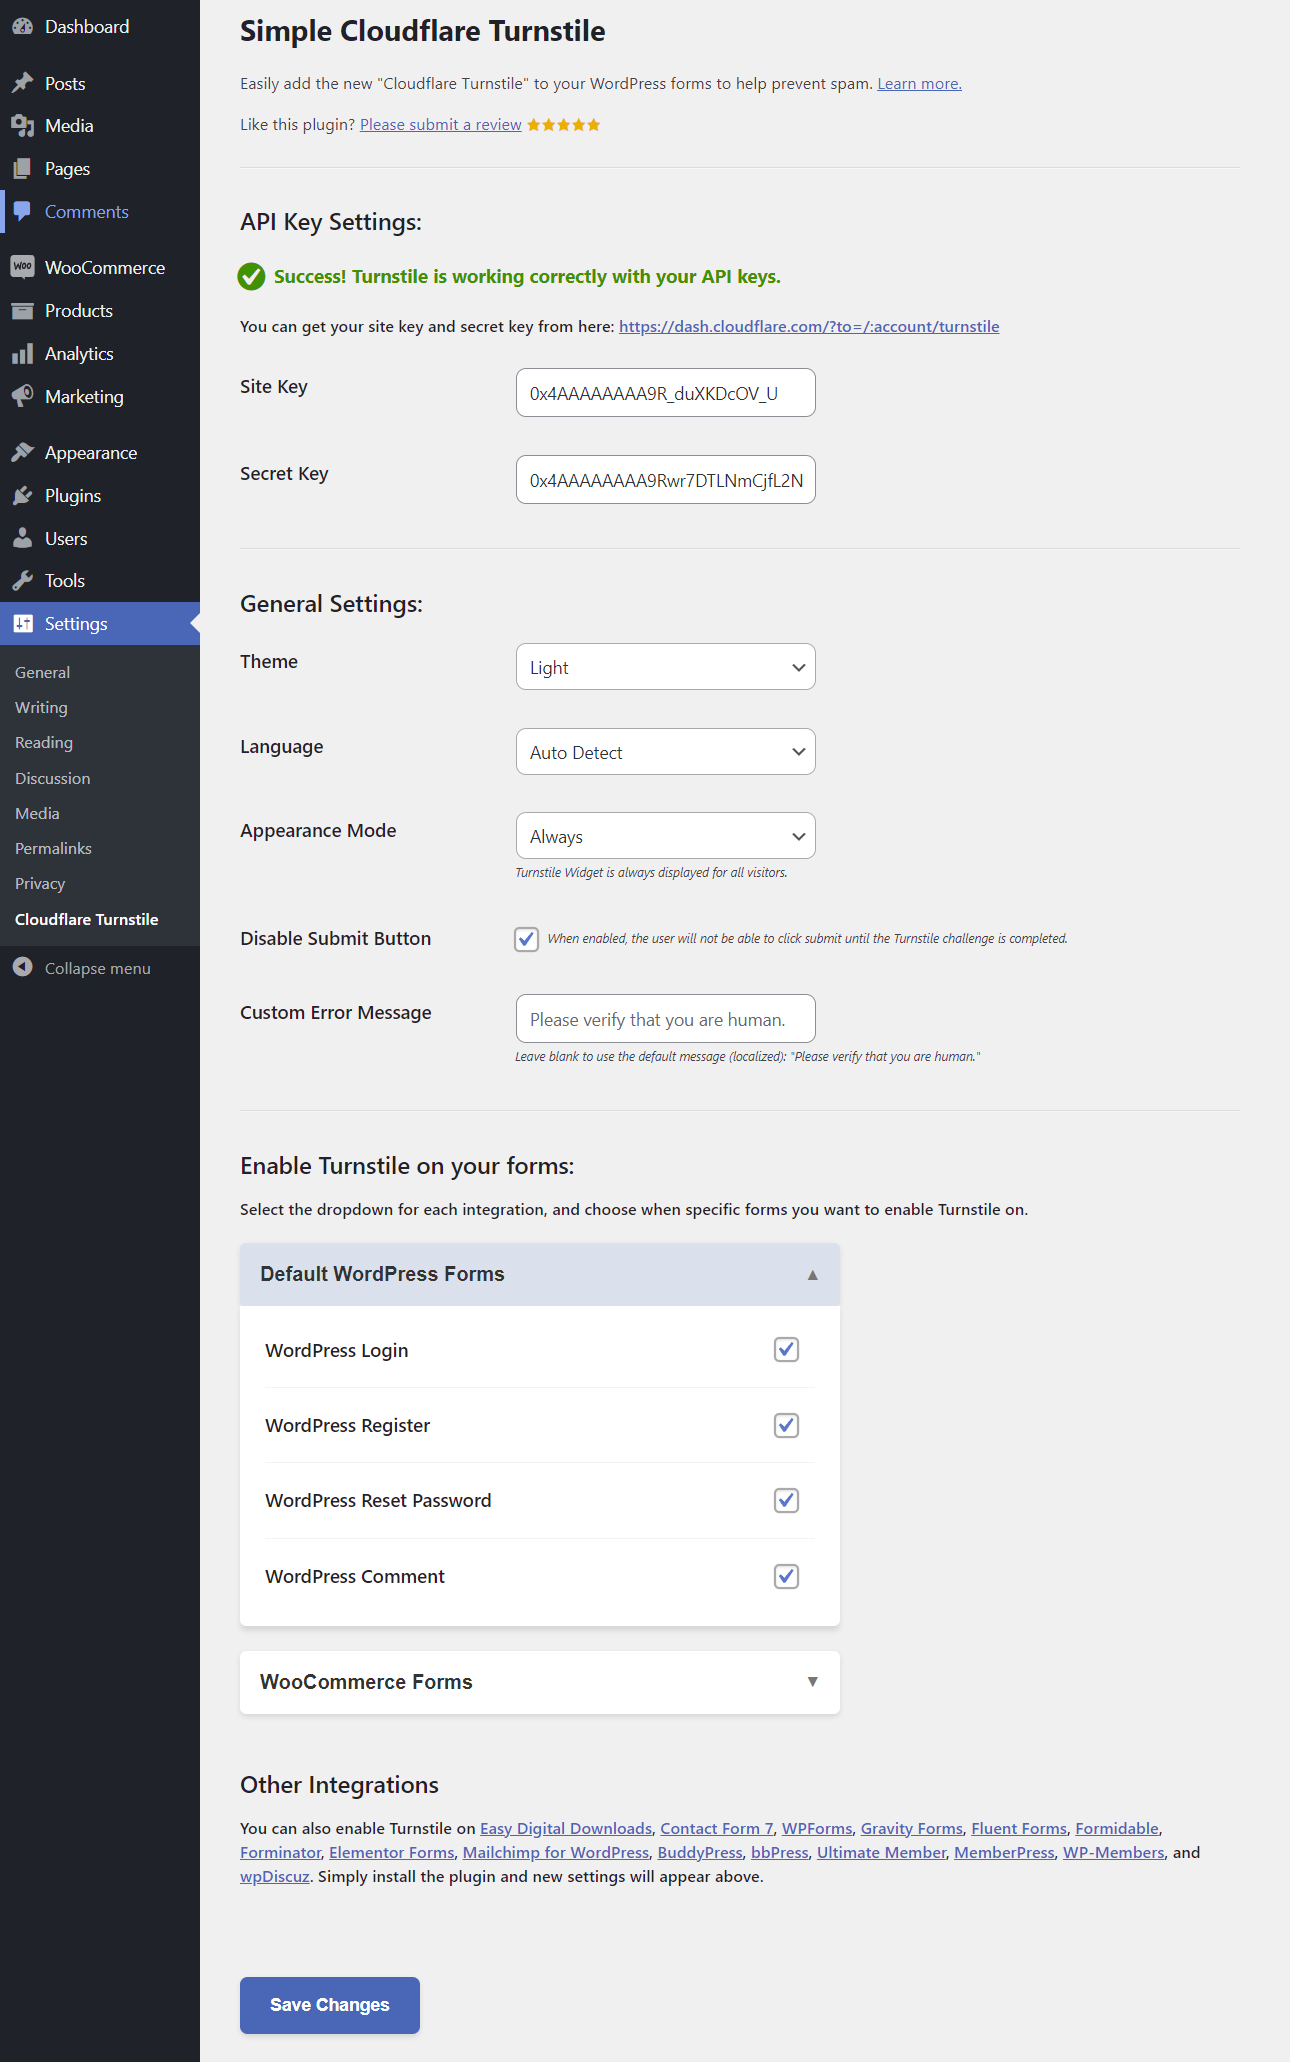 Dashboard
Posts
Media
Pages
Comments
WooCommerce
Products
Analytics
Marketing
Appearance
Plugins
Users
Tools
Settings
General
Writing
Reading
Discussion
Media
Permalinks
Privacy
Cloudflare Turnstile
Collapse menu
Simple Cloudflare Turnstile
Easily add the new "Cloudflare Turnstile" to your WordPress forms to help prevent spam. Learn more.
Like this plugin? Please submit a review ★★★★★
API Key Settings:
Success! Turnstile is working correctly with your API keys.
You can get your site key and secret key from here: https://dash.cloudflare.com/?to=/:account/turnstile
Site Key
0x4AAAAAAAA9R_duXKDcOV_U
Secret Key
0x4AAAAAAAA9Rwr7DTLNmCjfL2N
General Settings:
Theme
Light
Language
Auto Detect
Appearance Mode
Always
Turnstile Widget is always displayed for all visitors.
Disable Submit Button
When enabled, the user will not be able to click submit until the Turnstile challenge is completed.
Custom Error Message
Please verify that you are human.
Leave blank to use the default message (localized): "Please verify that you are human."
Enable Turnstile on your forms:
Select the dropdown for each integration, and choose when specific forms you want to enable Turnstile on.
Default WordPress Forms ▲
WordPress Login
WordPress Register
WordPress Reset Password
WordPress Comment
WooCommerce Forms ▼
Other Integrations
You can also enable Turnstile on Easy Digital Downloads, Contact Form 7, WPForms, Gravity Forms, Fluent Forms, Formidable,
Forminator, Elementor Forms, Mailchimp for WordPress, BuddyPress, bbPress, Ultimate Member, MemberPress, WP-Members, and
wpDiscuz. Simply install the plugin and new settings will appear above.
Save Changes